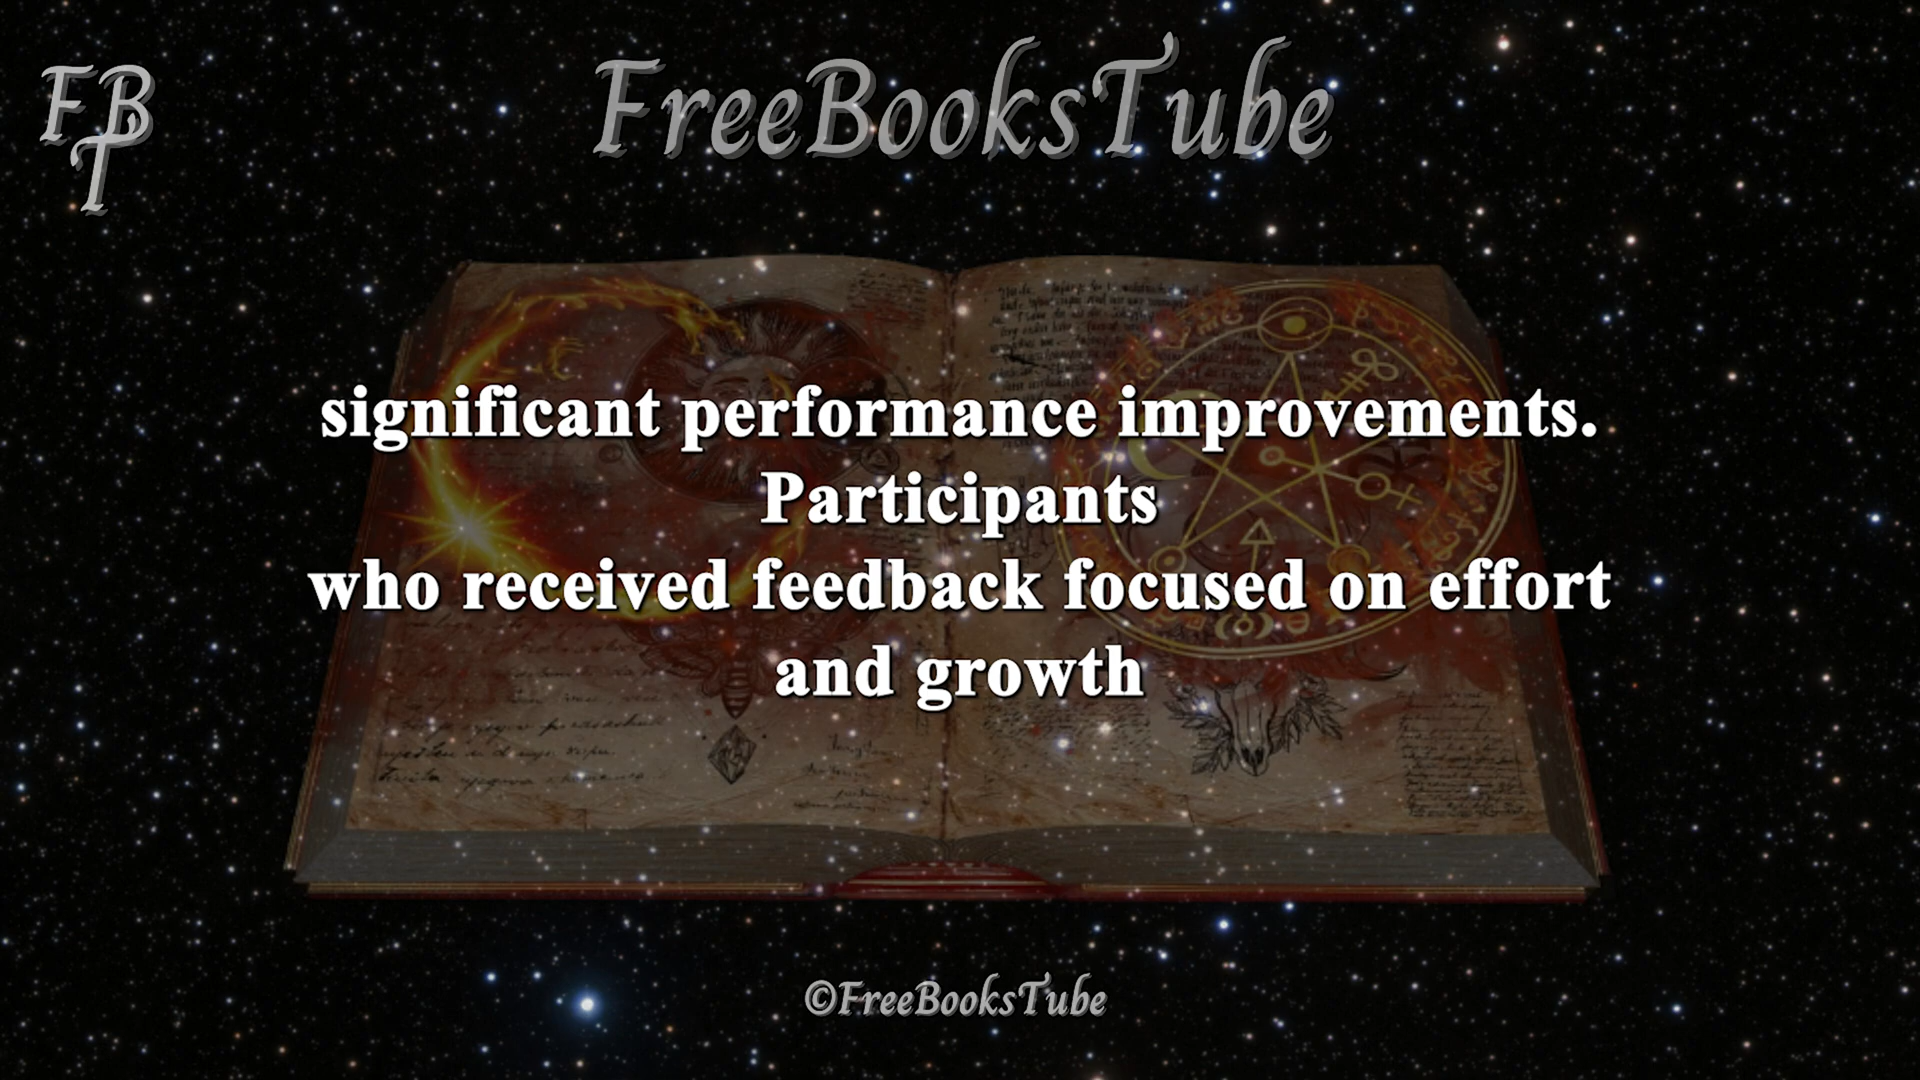 FBT
FreeBooksTube
significant performance improvements.
Participants
who received feedback focused on effort
and growth
©FreeBooksTube